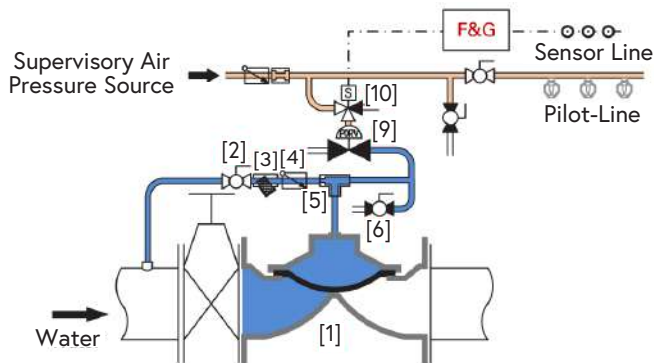 F&G
Sensor Line
Supervisory Air
Pressure Source
Pilot-Line
S
[10]
PORV
[9]
[2]
[3]
[4]
[5]
[6]
Water
[1]